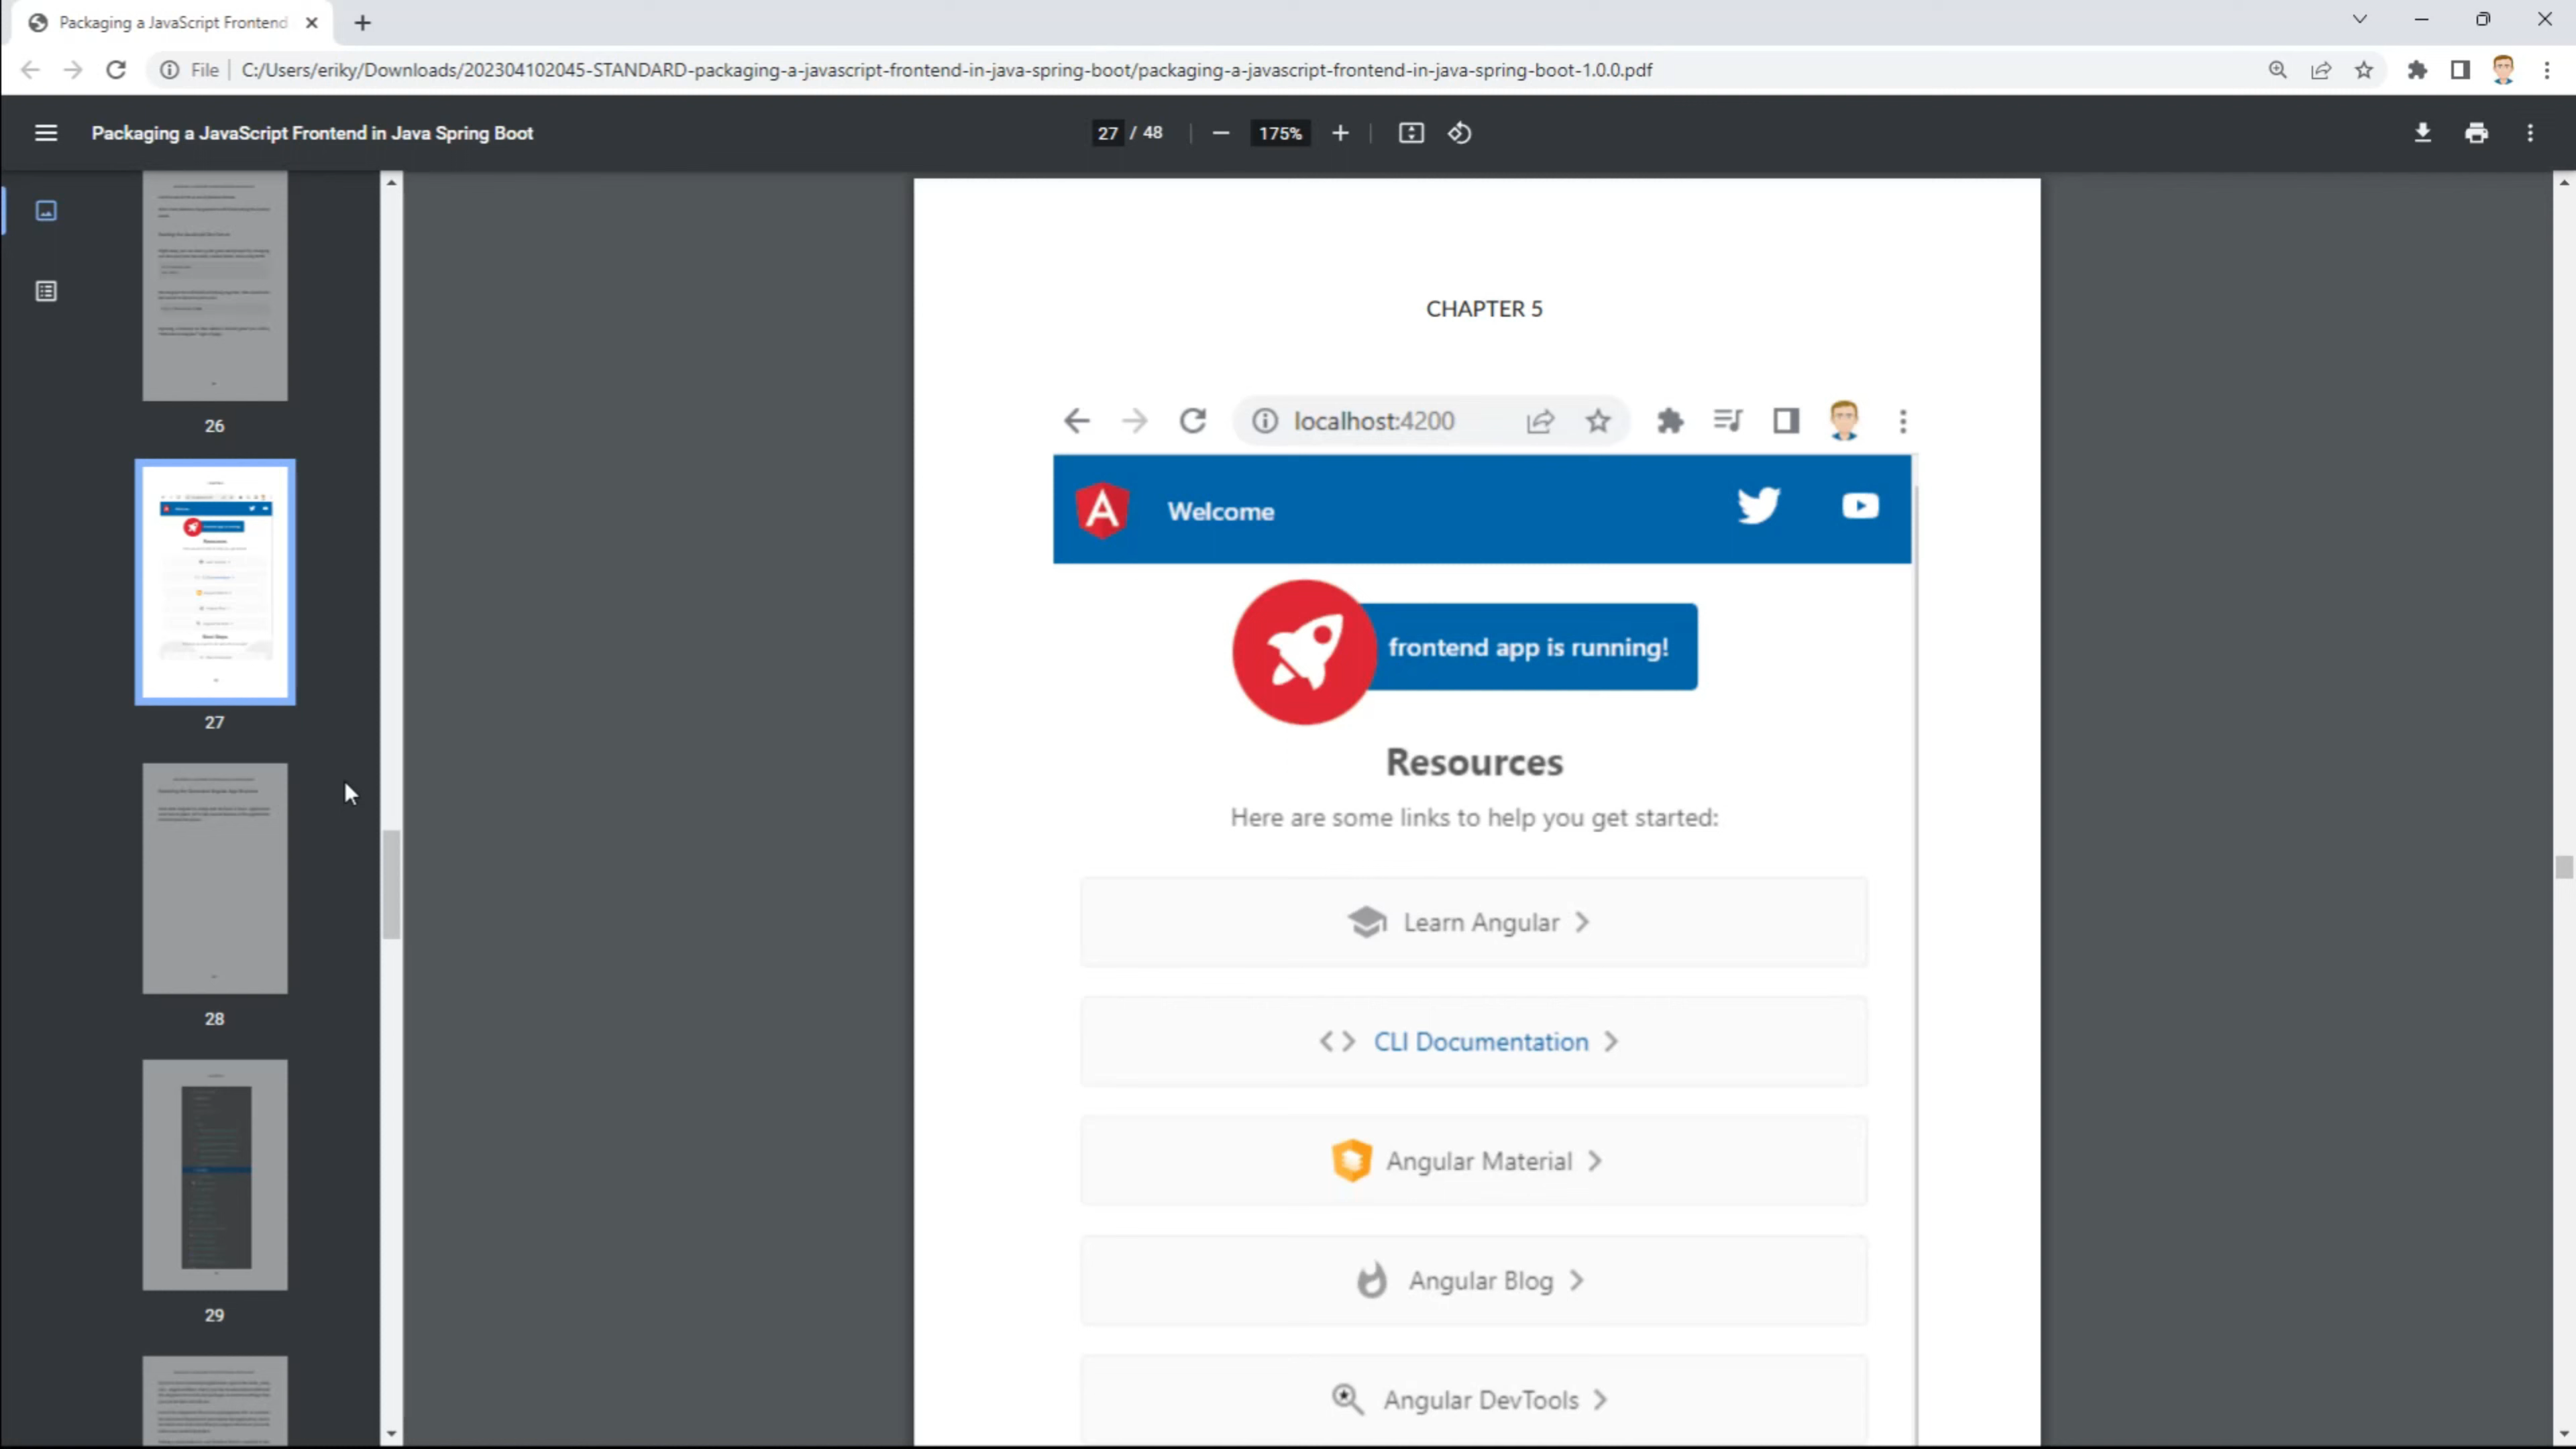 Packaging a JavaScript Frontend
File
C:/Users/eriky/Downloads/202304102045-STANDARD-packaging-a-javascript-frontend-in-java-spring-boot/packaging-a-javascript-frontend-in-java-spring-boot-1.0.0.pdf
Packaging a JavaScript Frontend in Java Spring Boot
27 / 48
175%
26
27
28
29
CHAPTER 5
localhost:4200
Welcome
frontend app is running!
Resources
Here are some links to help you get started:
Learn Angular
CLI Documentation
Angular Material
Angular Blog
Angular DevTools